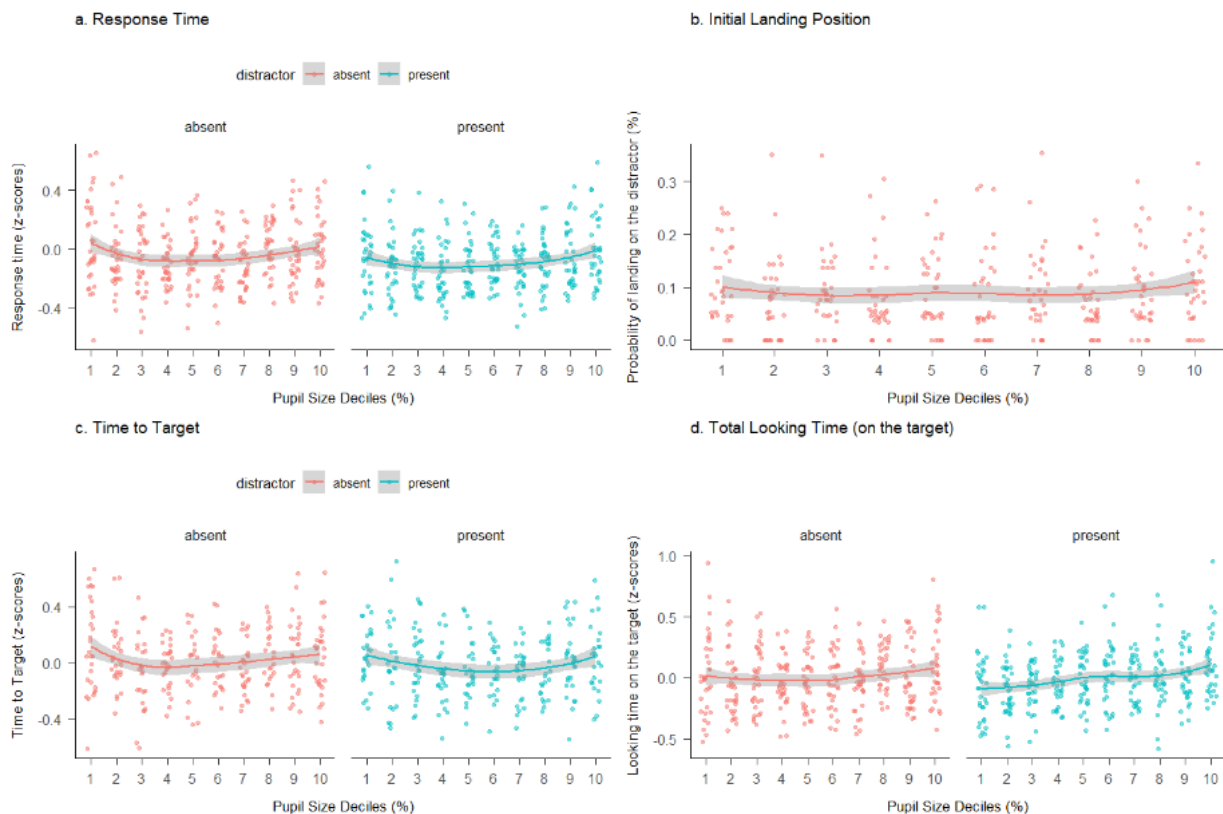 a. Response Time
distractor absent present
absent present
Response time (z-scores)
0.4
0.0
-0.4
1 2 3 4 5 6 7 8 9 10 1 2 3 4 5 6 7 8 9 10
Pupil Size Deciles (%)
b. Initial Landing Position
Probability of landing on the distractor (%)
0.3
0.2
0.1
0.0
1 2 3 4 5 6 7 8 9 10
Pupil Size Deciles (%)
c. Time to Target
distractor absent present
absent present
Time to Target (z-scores)
0.4
0.0
-0.4
1 2 3 4 5 6 7 8 9 10 1 2 3 4 5 6 7 8 9 10
Pupil Size Deciles (%)
d. Total Looking Time (on the target)
absent present
Looking time on the target (z-scores)
1.0
0.5
0.0
-0.5
1 2 3 4 5 6 7 8 9 10 1 2 3 4 5 6 7 8 9 10
Pupil Size Deciles (%)